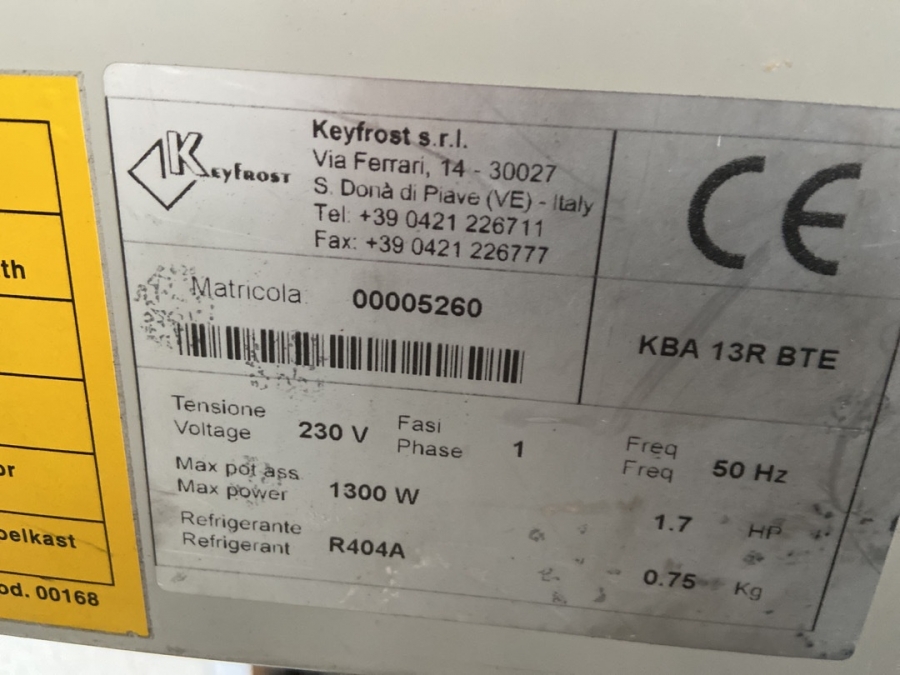 KEYFROST
Keyfrost s.r.l.
Via Ferrari, 14 - 30027
S. Donà di Piave (VE) - Italy
Tel: +39 0421 226711
Fax: +39 0421 226777
CE
Matricola: 00005260
KBA 13R BTE
Tensione
Voltage 230 V
Fasi
Phase 1
Freq
Freq 50 Hz
Max pot ass
Max power 1300 W
1.7 HP
Refrigerante
Refrigerant R404A
0.75 Kg
th
or
oelkast
od. 00168